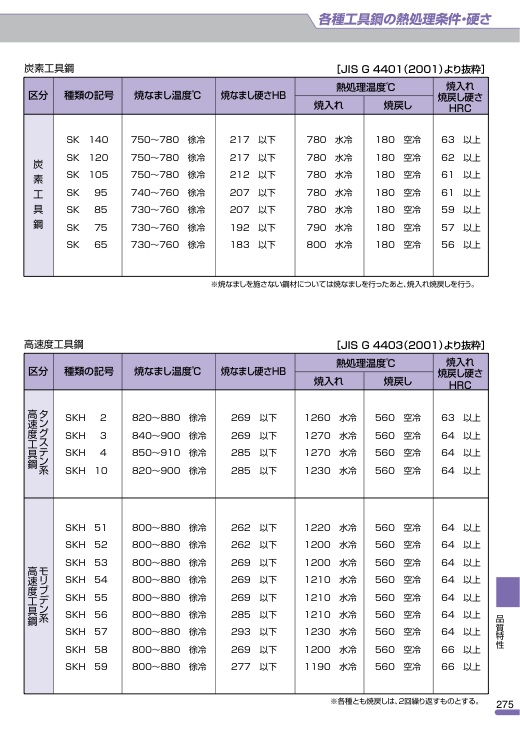 各種工具鋼の熱処理条件・硬さ
炭素工具鋼 [JIS G 4401(2001)より抜粋]
区分 種類の記号 焼なまし温度℃ 焼なまし硬さHB 熱処理温度℃ 焼入れ 焼戻し 焼入れ焼戻し硬さHRC
炭素工具鋼
SK 140 750〜780 徐冷 217 以下 780 水冷 180 空冷 63 以上
SK 120 750〜780 徐冷 217 以下 780 水冷 180 空冷 62 以上
SK 105 750〜780 徐冷 212 以下 780 水冷 180 空冷 61 以上
SK 95 740〜760 徐冷 207 以下 780 水冷 180 空冷 61 以上
SK 85 730〜760 徐冷 207 以下 780 水冷 180 空冷 59 以上
SK 75 730〜760 徐冷 192 以下 790 水冷 180 空冷 57 以上
SK 65 730〜760 徐冷 183 以下 800 水冷 180 空冷 56 以上
※焼なましを施さない鋼材については焼なましを行ったあと、焼入れ焼戻しを行う。
高速度工具鋼 [JIS G 4403(2001)より抜粋]
区分 種類の記号 焼なまし温度℃ 焼なまし硬さHB 熱処理温度℃ 焼入れ 焼戻し 焼入れ焼戻し硬さHRC
タングステン系
高速度工具鋼
SKH 2 820〜880 徐冷 269 以下 1260 水冷 560 空冷 63 以上
SKH 3 840〜900 徐冷 269 以下 1270 水冷 560 空冷 64 以上
SKH 4 850〜910 徐冷 285 以下 1270 水冷 560 空冷 64 以上
SKH 10 820〜900 徐冷 285 以下 1230 水冷 560 空冷 64 以上
モリブデン系
高速度工具鋼
SKH 51 800〜880 徐冷 262 以下 1220 水冷 560 空冷 64 以上
SKH 52 800〜880 徐冷 262 以下 1200 水冷 560 空冷 64 以上
SKH 53 800〜880 徐冷 269 以下 1200 水冷 560 空冷 64 以上
SKH 54 800〜880 徐冷 269 以下 1210 水冷 560 空冷 64 以上
SKH 55 800〜880 徐冷 269 以下 1210 水冷 560 空冷 64 以上
SKH 56 800〜880 徐冷 285 以下 1210 水冷 560 空冷 64 以上
SKH 57 800〜880 徐冷 293 以下 1230 水冷 560 空冷 64 以上
SKH 58 800〜880 徐冷 269 以下 1200 水冷 560 空冷 66 以上
SKH 59 800〜880 徐冷 277 以下 1190 水冷 560 空冷 66 以上
※各種とも焼戻しは、2回繰り返すものとする。
品質特性
275